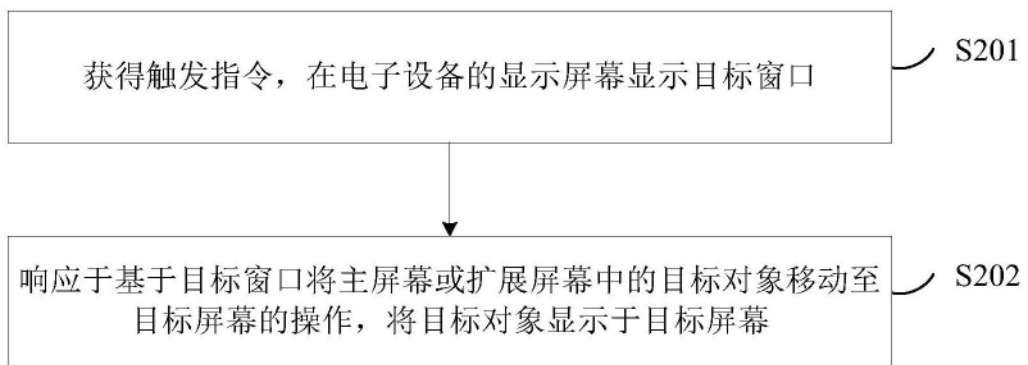 获得触发指令，在电子设备的显示屏幕显示目标窗口
S201
响应于基于目标窗口将主屏幕或扩展屏幕中的目标对象移动至
目标屏幕的操作，将目标对象显示于目标屏幕
S202